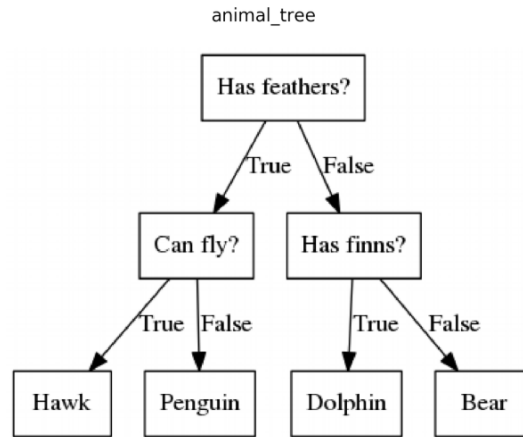 animal_tree
Has feathers?
True
False
Can fly?
Has finns?
True
False
True
False
Hawk
Penguin
Dolphin
Bear